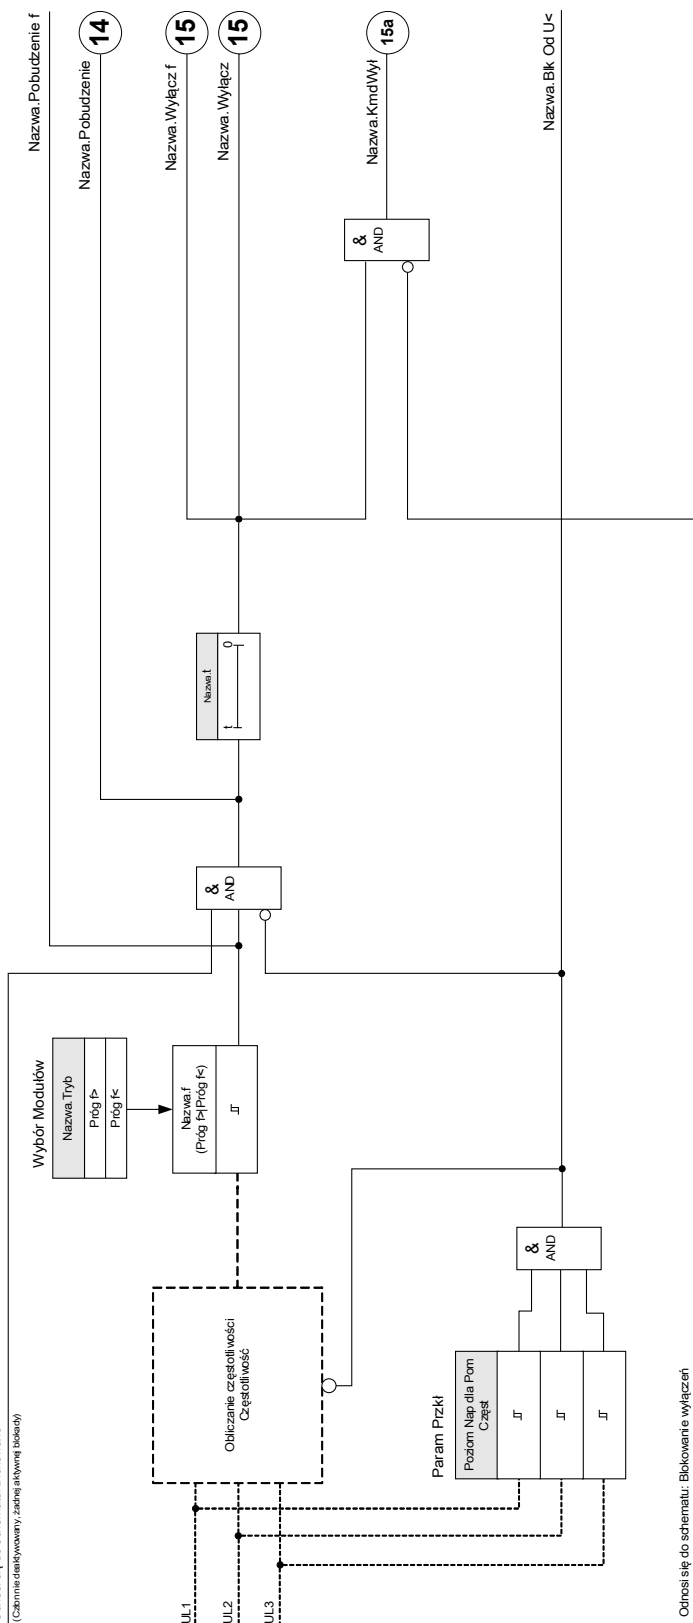 Nazwa.Pobudzenie f
Nazwa.Pobudzenie
14
Nazwa.Wyłącz f
15
Nazwa.Wyłącz
15
Nazwa.KmdWył
15a
Nazwa.Blk Od U<
&
AND
Nazwa.t
t
0
&
AND
Wybór Modułów
Nazwa.Tryb
Próg f>
Próg f<
Nazwa.f
(Próg f>|Próg f<)
Obliczanie częstotliwości
Częstotliwość
&
AND
Param Przkł
Poziom Nap dla Pom
Częst
UL1
UL2
UL3
(Człon nie deaktywowany, żadnej aktywnej blokady)
Odnosi się do schematu: Blokowanie wyłączeń